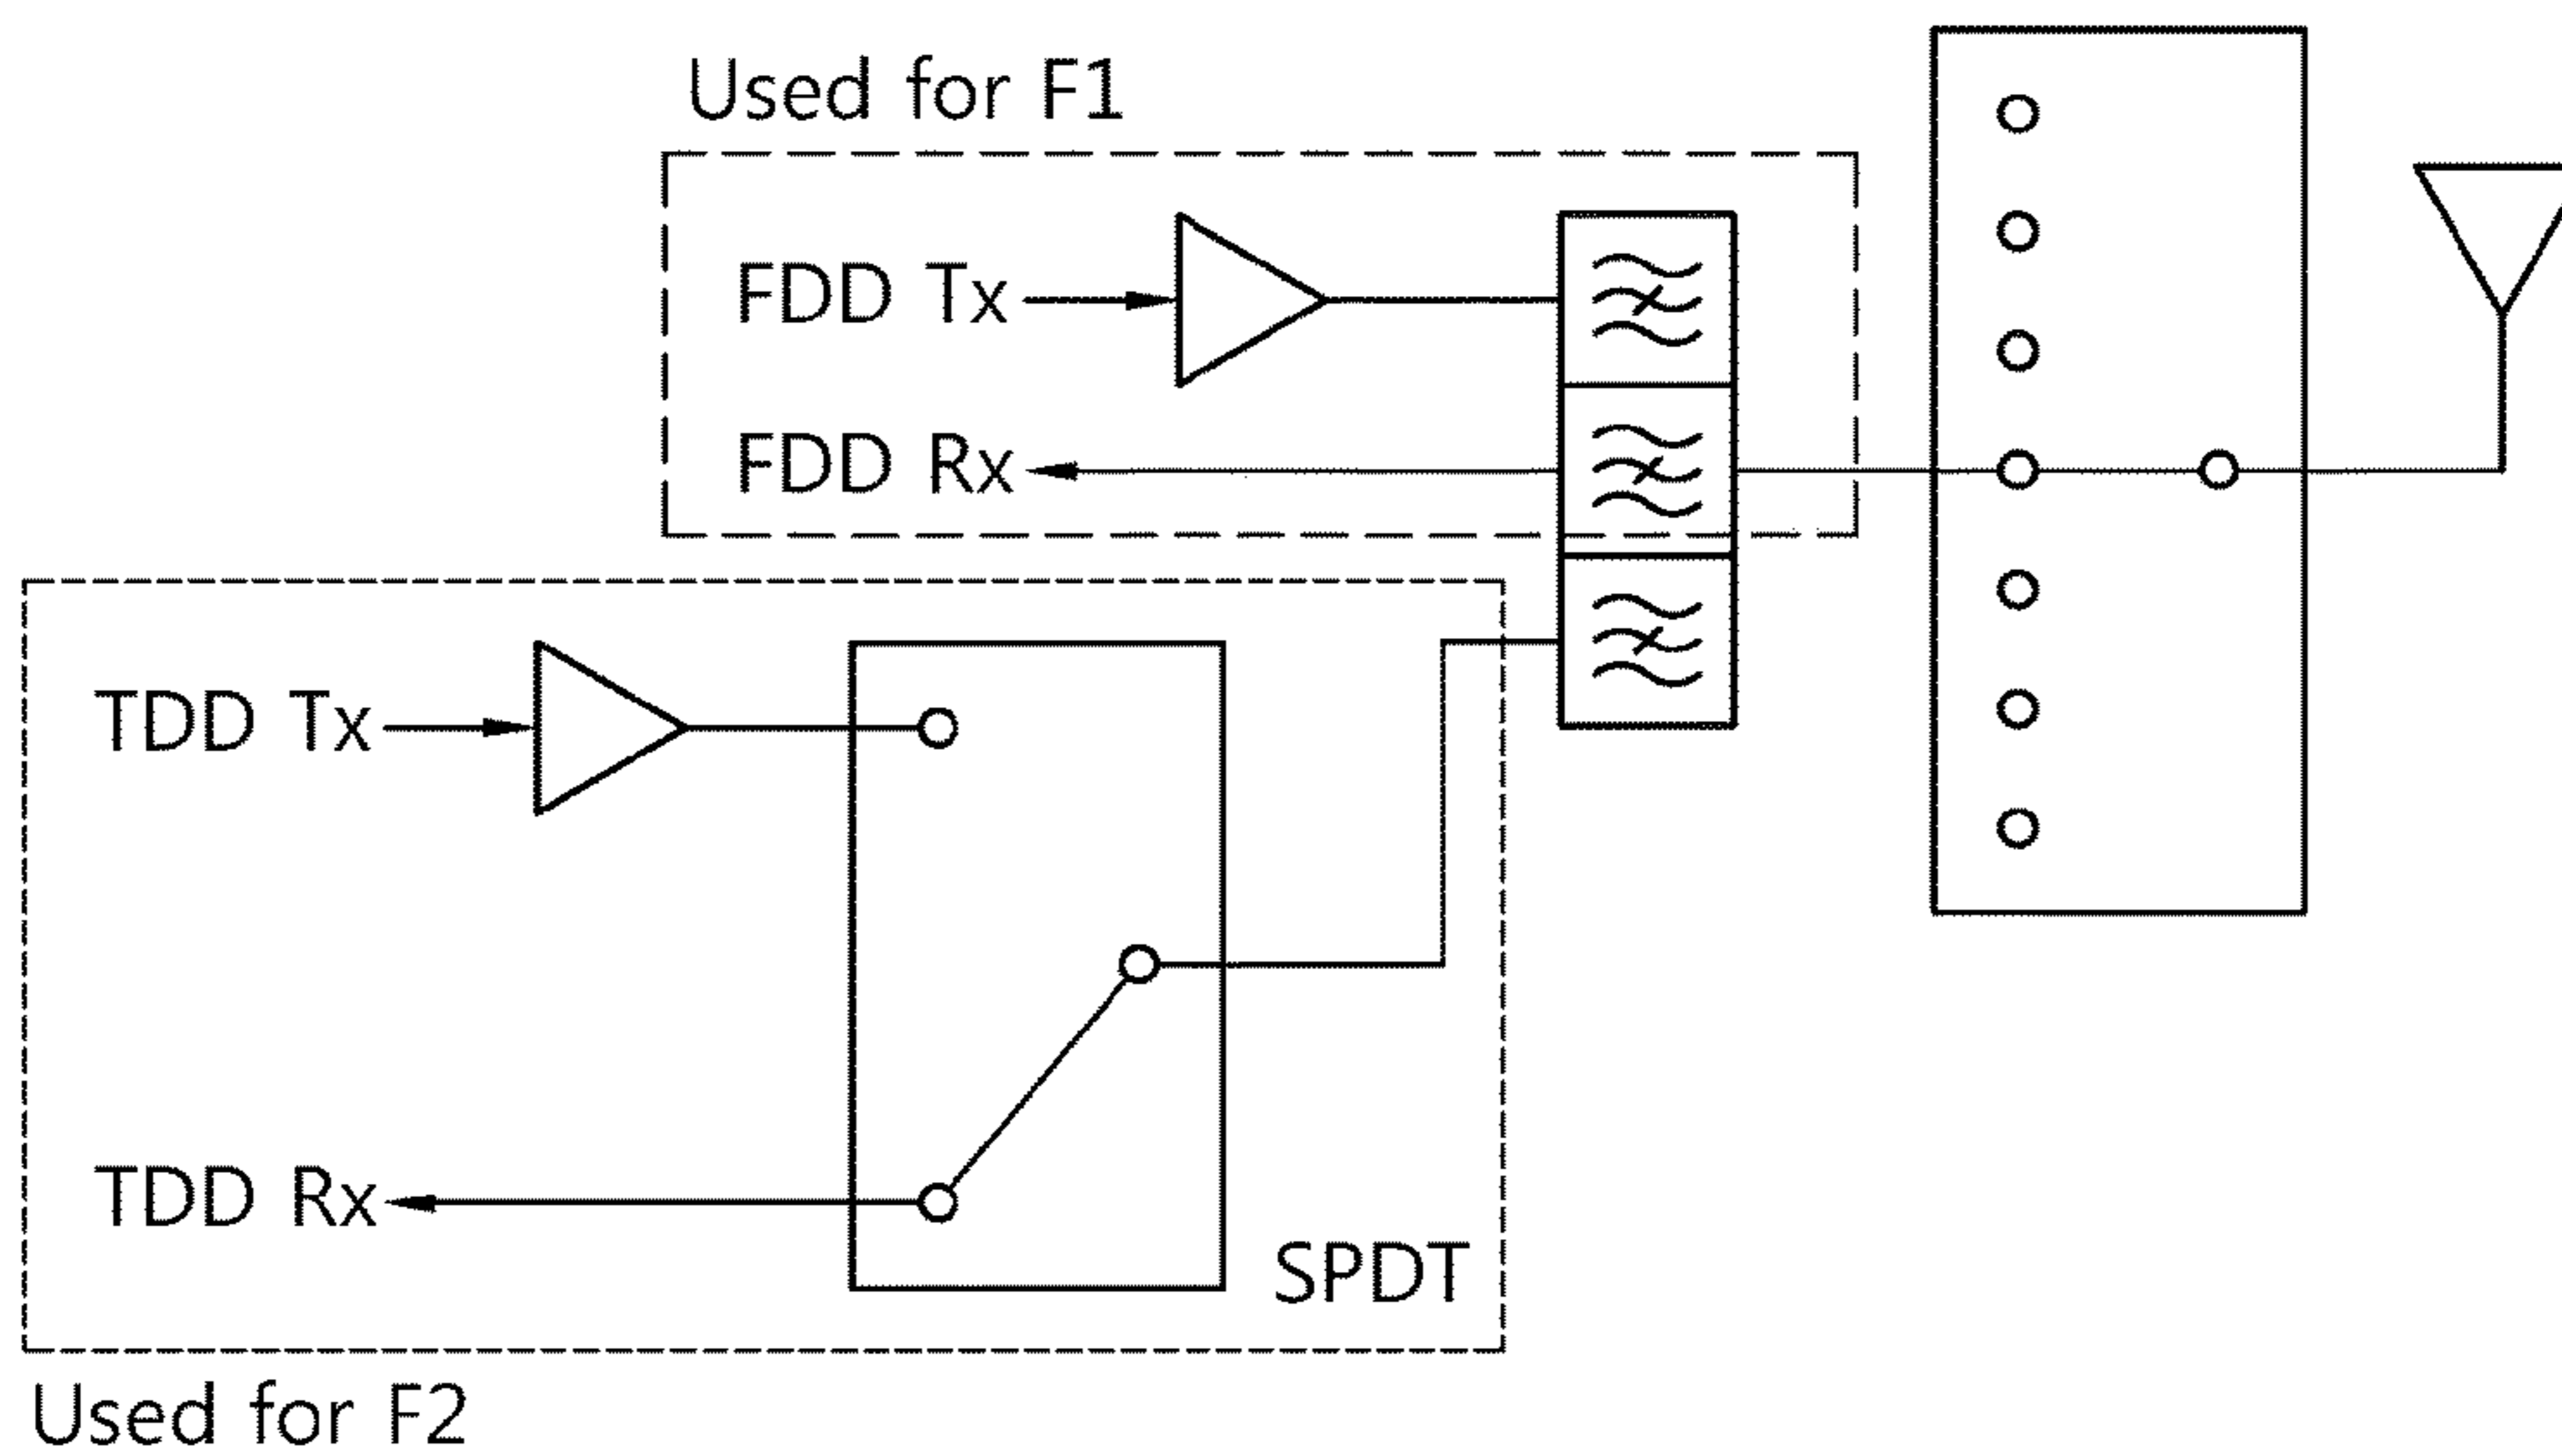 Used for F1
FDD Tx
FDD Rx
TDD Tx
TDD Rx
SPDT
Used for F2